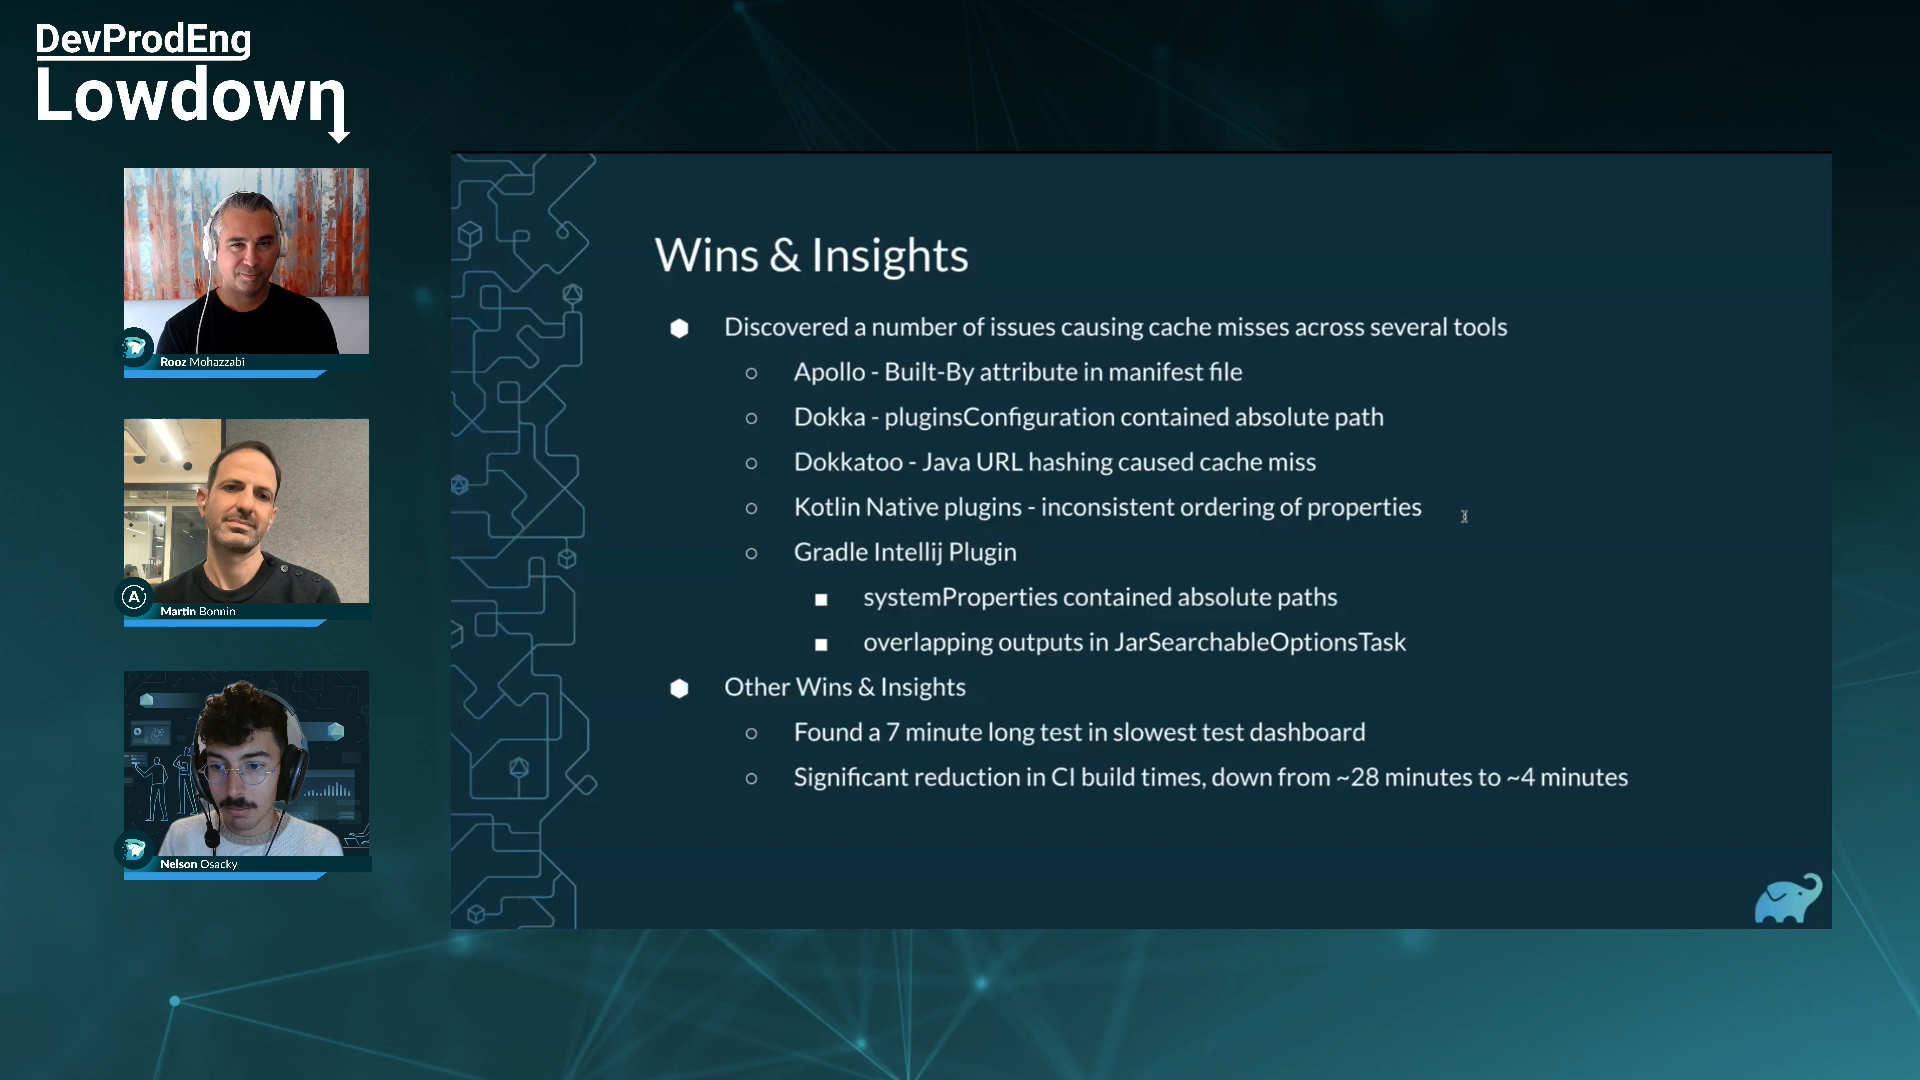 DevProdEng
Lowdown
Rooz Mohazzabi
A
Martin Bonnin
Nelson Osacky
Wins & Insights
Discovered a number of issues causing cache misses across several tools
Apollo - Built-By attribute in manifest file
Dokka - pluginsConfiguration contained absolute path
Dokkatoo - Java URL hashing caused cache miss
Kotlin Native plugins - inconsistent ordering of properties
Gradle Intellij Plugin
systemProperties contained absolute paths
overlapping outputs in JarSearchableOptionsTask
Other Wins & Insights
Found a 7 minute long test in slowest test dashboard
Significant reduction in CI build times, down from ~28 minutes to ~4 minutes